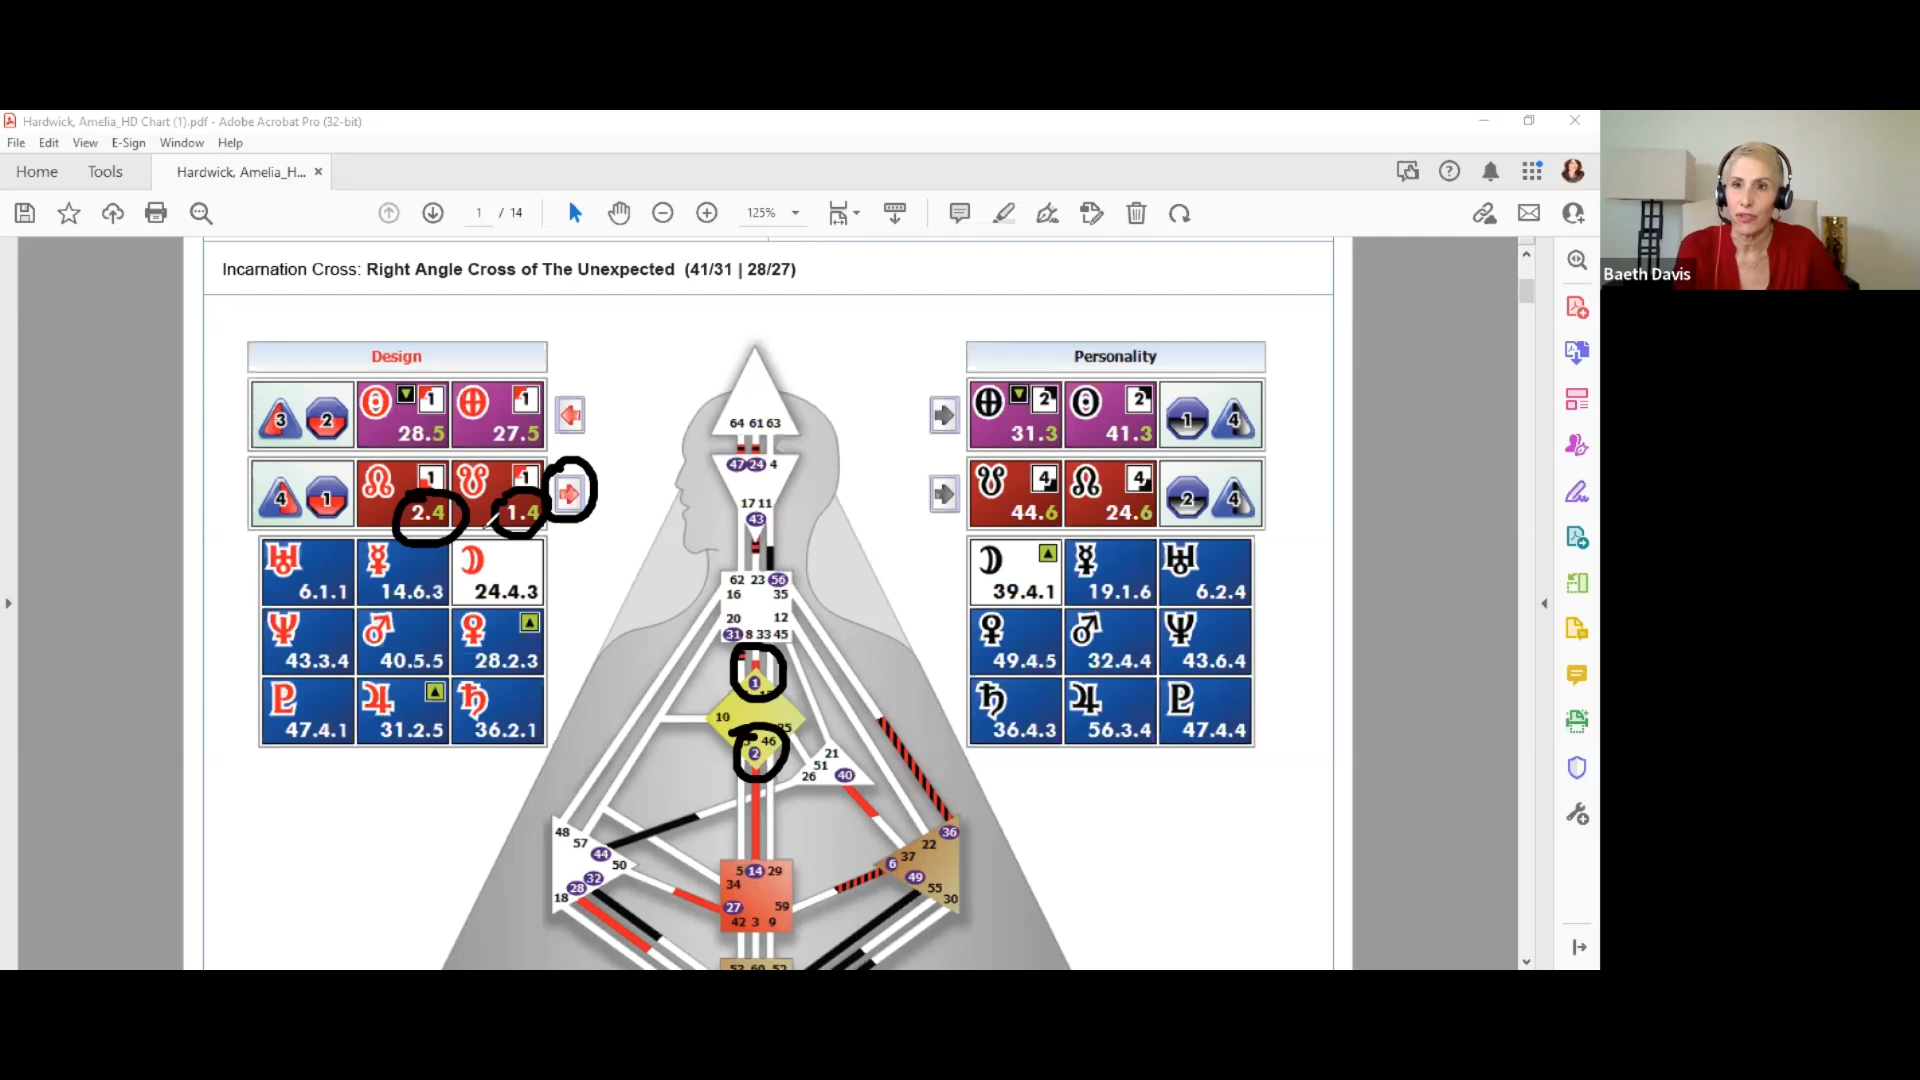 Hardwick, Amelia_HD Chart (1).pdf - Adobe Acrobat Pro (32-bit)
File Edit View E-Sign Window Help
Home Tools Hardwick, Amelia_H... ×
1 / 14 125%
Baeth Davis
Incarnation Cross: Right Angle Cross of The Unexpected (41/31 | 28/27)
Design
3 2 1 28.5 1 27.5
4 1 1 2.4 1 1.4
6.1.1 14.6.3 24.4.3
43.3.4 40.5.5 28.2.3
47.4.1 31.2.5 36.2.1
Personality
2 31.3 2 41.3 1 4
4 44.6 4 24.6 2 4
39.4.1 19.1.6 6.2.4
49.4.5 32.4.4 43.6.4
36.4.3 56.3.4 47.4.4
64 61 63
47 24 4
17 11
43
62 23 56
16 35
20 12
31 8 33 45
1
10
46
2
21
51
26 40
48
57
44
50
32
28
18
5 14 29
34
27 59
42 3 9
36
22
37
6
49
55
30